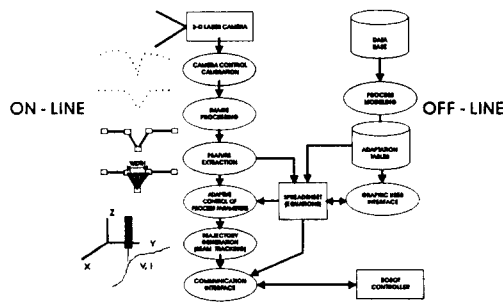 3-D LASER CAMERA
DATA
BASE
CAMERA CONTROL
CALIBRATION
PROCESS
MODELING
ON - LINE
OFF - LINE
IMAGE
PROCESSING
FEATURE
EXTRACTION
ADAPTATION
TABLES
WIDTH
ADAPTIVE
CONTROL OF
PROCESS PARAMETERS
SPREADSHEET
(EQUATIONS)
GRAPHIC USER
INTERFACE
Z
Y
X
V, I
TRAJECTORY
GENERATION
(SEAM TRACKING)
COMMUNICATION
INTERFACE
ROBOT
CONTROLLER